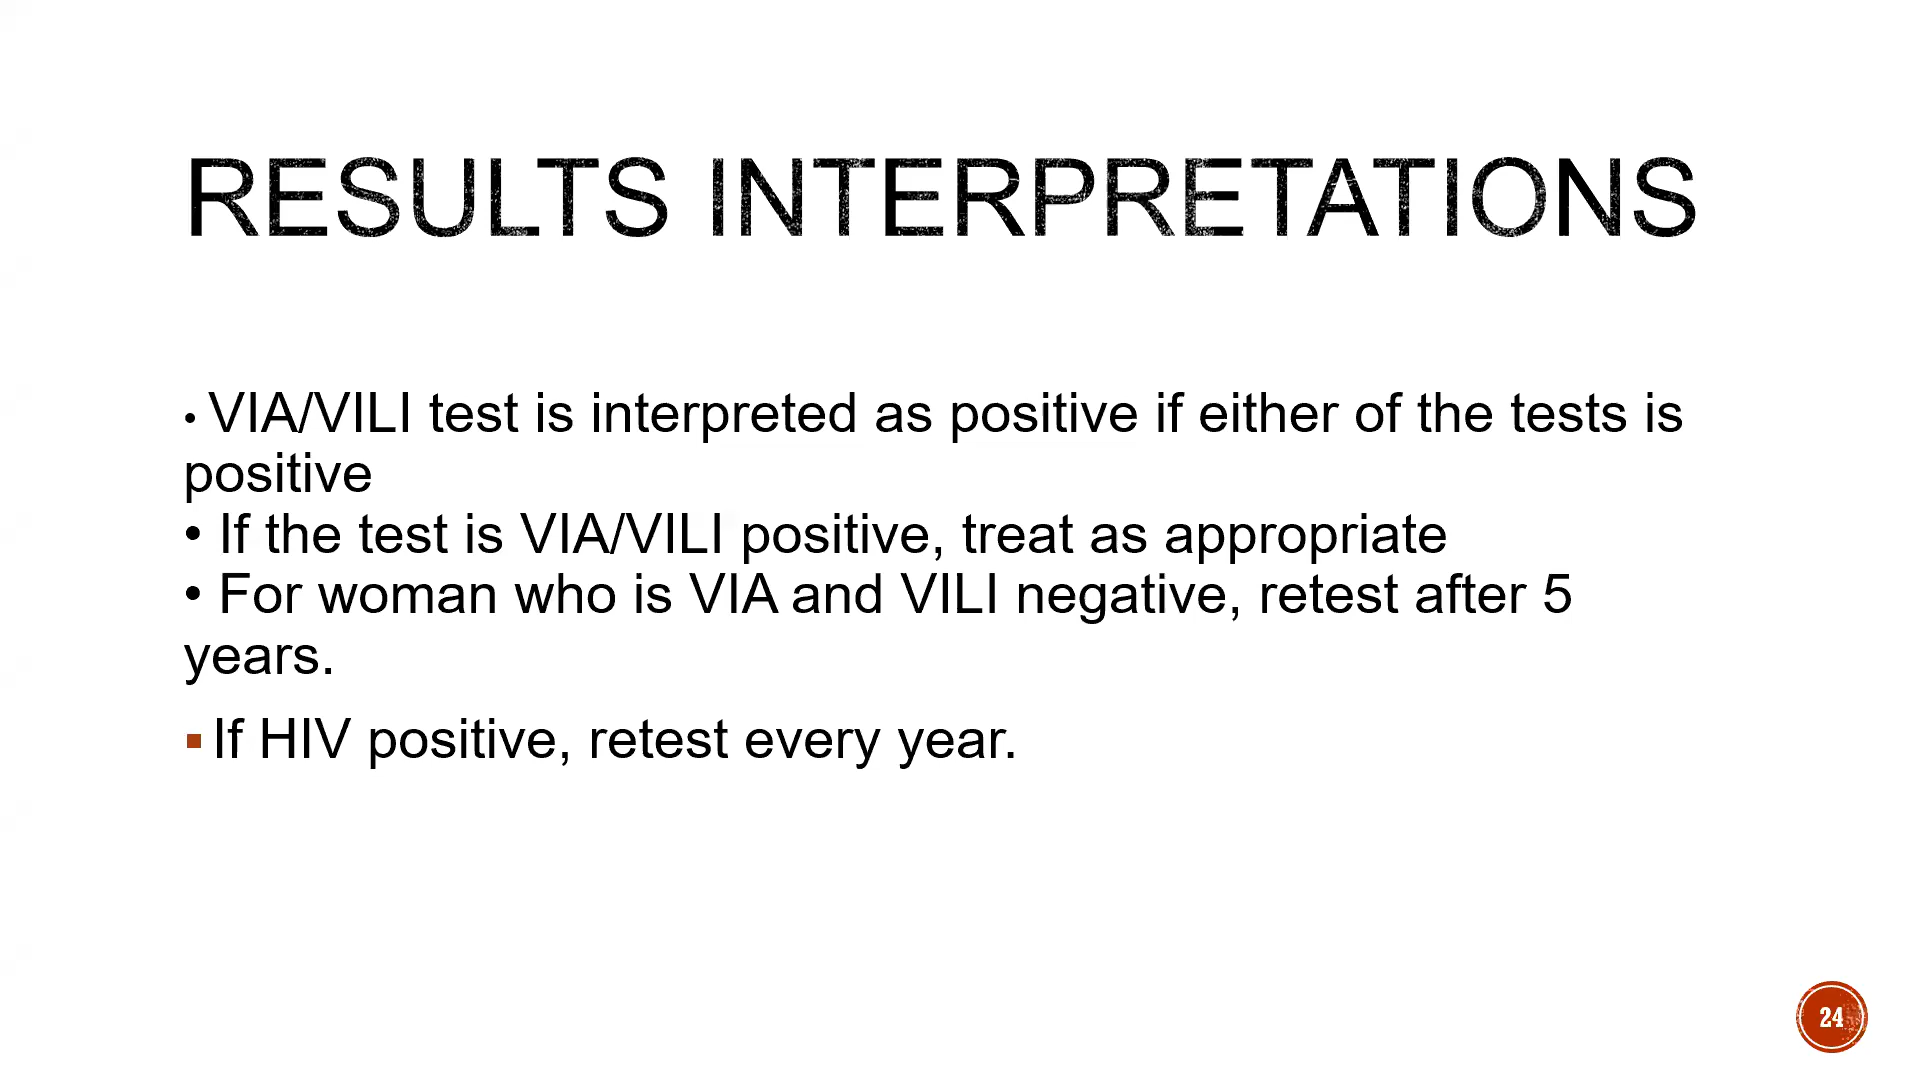 RESULTS INTERPRETATIONS
• VIA/VILI test is interpreted as positive if either of the tests is
positive
• If the test is VIA/VILI positive, treat as appropriate
• For woman who is VIA and VILI negative, retest after 5
years.
▪ If HIV positive, retest every year.
24